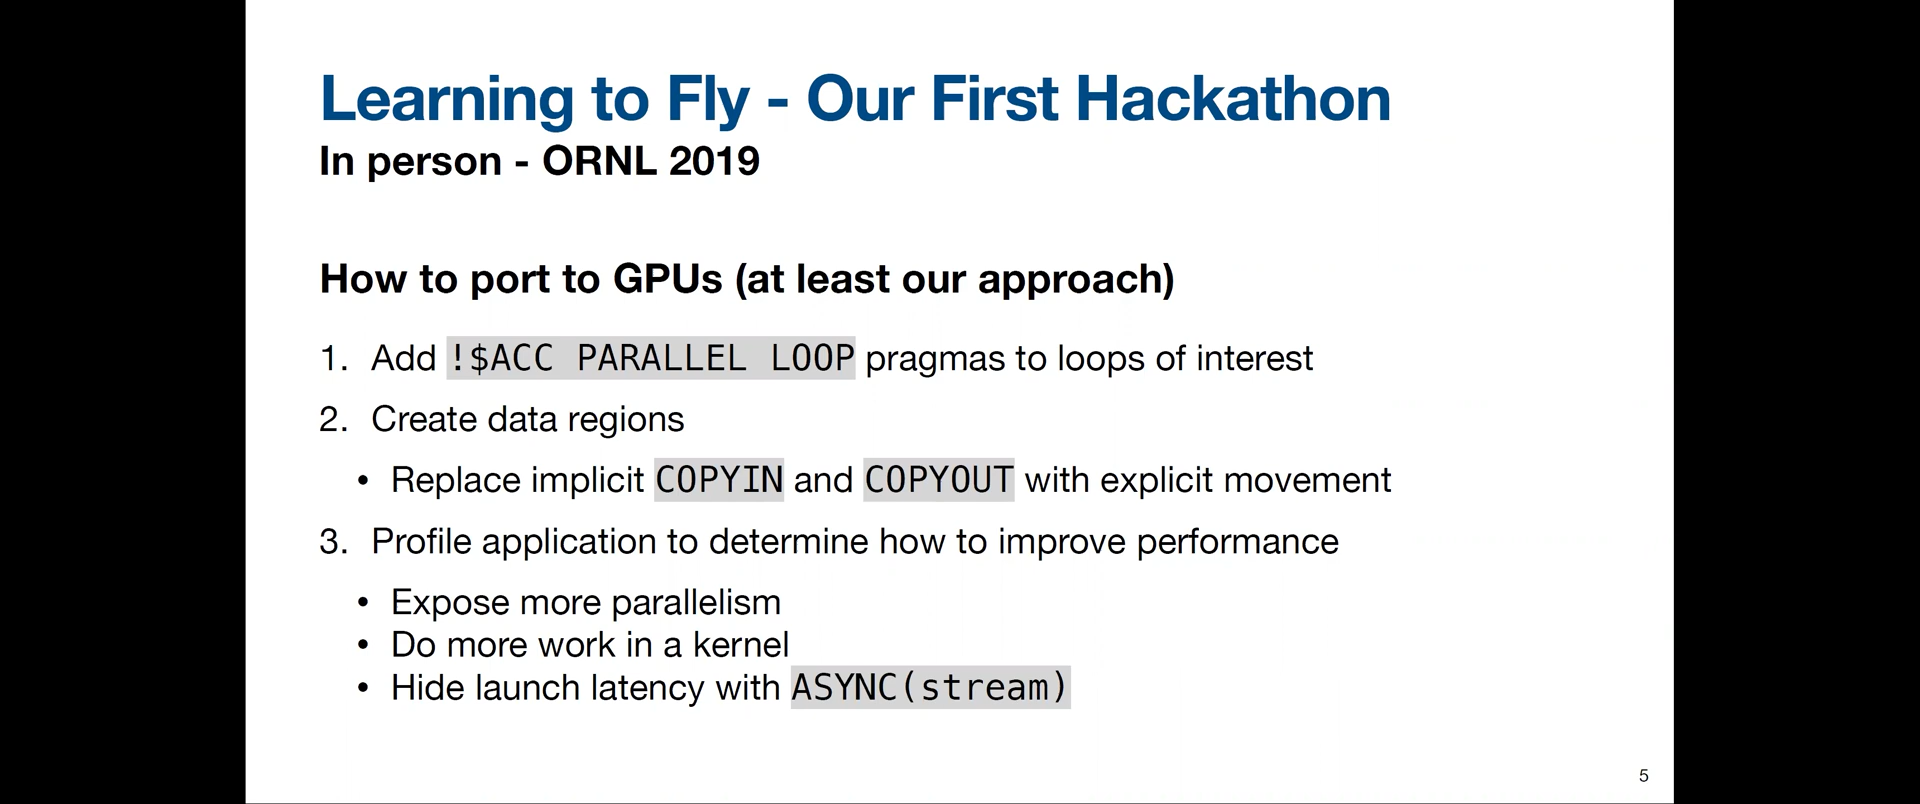 Learning to Fly - Our First Hackathon
In person - ORNL 2019
How to port to GPUs (at least our approach)
1. Add !$ACC PARALLEL LOOP pragmas to loops of interest
2. Create data regions
• Replace implicit COPYIN and COPYOUT with explicit movement
3. Profile application to determine how to improve performance
• Expose more parallelism
• Do more work in a kernel
• Hide launch latency with ASYNC(stream)
5